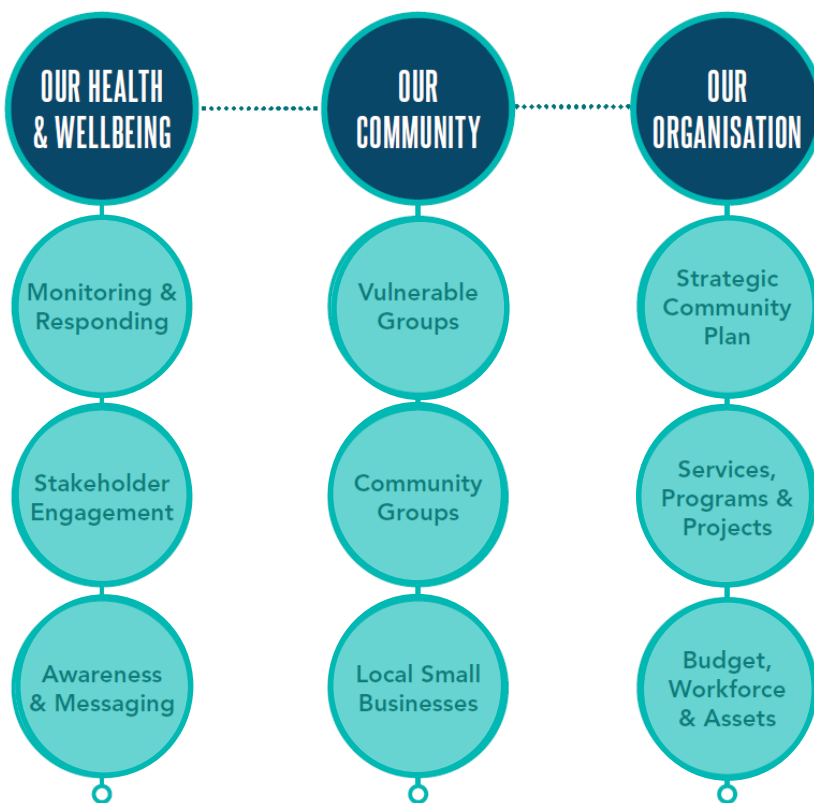 OUR HEALTH
& WELLBEING
OUR
COMMUNITY
OUR
ORGANISATION
Monitoring &
Responding
Vulnerable
Groups
Strategic
Community
Plan
Stakeholder
Engagement
Community
Groups
Services,
Programs &
Projects
Awareness
& Messaging
Local Small
Businesses
Budget,
Workforce
& Assets